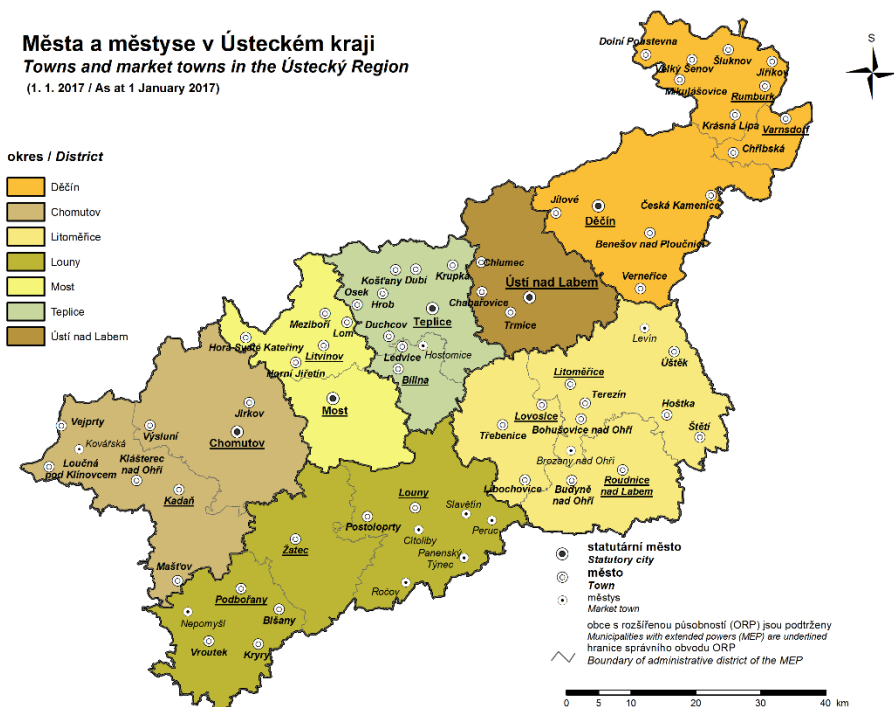 Města a městyse v Ústeckém kraji
Towns and market towns in the Ústecký Region
(1. 1. 2017 / As at 1 January 2017)
S
okres / District
Děčín
Chomutov
Litoměřice
Louny
Most
Teplice
Ústí nad Labem
Dolní Poustevna
Šluknov
Velký Šenov
Jiříkov
Mikulášovice
Rumburk
Krásná Lípa
Varnsdorf
Chřibská
Jílové
Děčín
Česká Kamenice
Benešov nad Ploučnicí
Verneřice
Chlumec
Ústí nad Labem
Chabařovice
Trmice
Košťany
Dubí
Krupka
Osek
Hrob
Teplice
Duchcov
Ledvice
Hostomice
Bílina
Meziboří
Lom
Hora Svaté Kateřiny
Litvínov
Horní Jiřetín
Most
Jirkov
Vejprty
Výsluní
Chomutov
Kovářská
Loučná
pod Klínovcem
Klášterec
nad Ohří
Kadaň
Mašťov
Levín
Úštěk
Litoměřice
Terezín
Lovosice
Hoštka
Třebenice
Bohušovice nad Ohří
Štětí
Brozany nad Ohří
Libochovice
Budyně
nad Ohří
Roudnice
nad Labem
Louny
Slavětín
Postoloprty
Peruc
Cítoliby
Žatec
Panenský
Týnec
Ročov
Podbořany
Blšany
Nepomyšl
Vroutek
Kryry
statutární město
Statutory city
město
Town
městys
Market town
obce s rozšířenou působností (ORP) jsou podtrženy
Municipalities with extended powers (MEP) are underlined
hranice správního obvodu ORP
Boundary of administrative district of the MEP
0 5 10 20 30 40 km